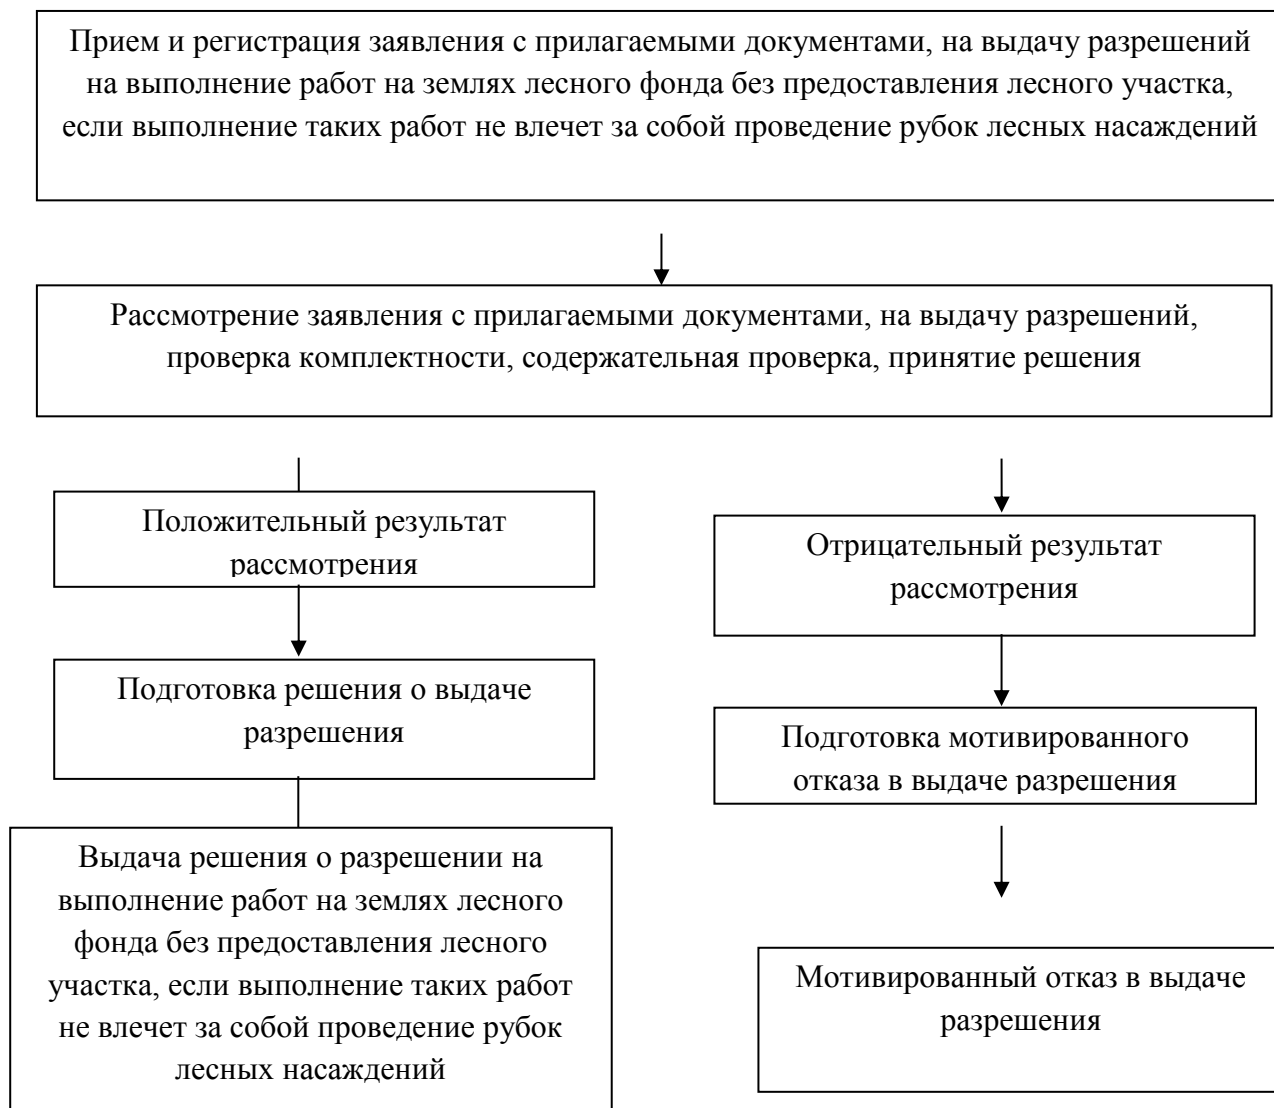 Прием и регистрация заявления с прилагаемыми документами, на выдачу разрешений
на выполнение работ на землях лесного фонда без предоставления лесного участка,
если выполнение таких работ не влечет за собой проведение рубок лесных насаждений
Рассмотрение заявления с прилагаемыми документами, на выдачу разрешений,
проверка комплектности, содержательная проверка, принятие решения
Положительный результат
рассмотрения
Подготовка решения о выдаче
разрешения
Выдача решения о разрешении на
выполнение работ на землях лесного
фонда без предоставления лесного
участка, если выполнение таких работ
не влечет за собой проведение рубок
лесных насаждений
Отрицательный результат
рассмотрения
Подготовка мотивированного
отказа в выдаче разрешения
Мотивированный отказ в выдаче
разрешения